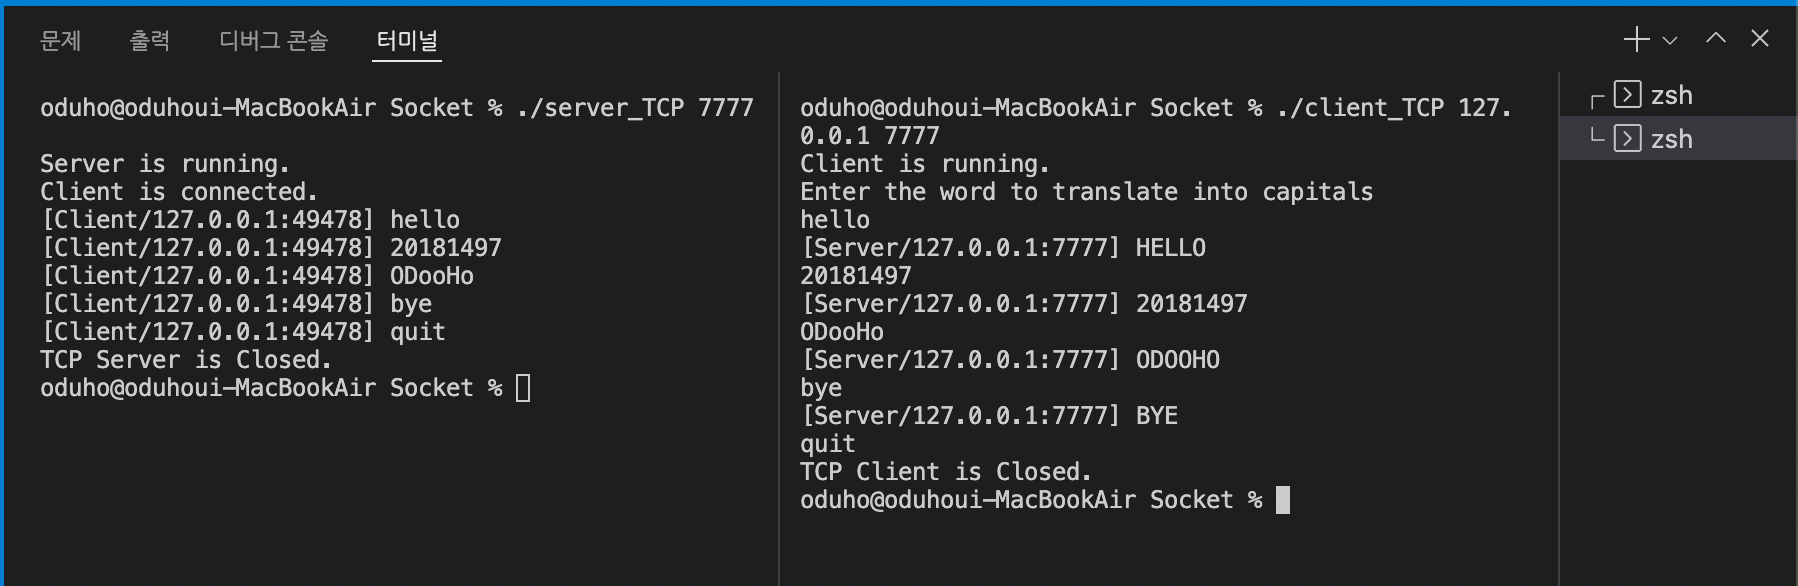 문제 출력 디버그 콘솔 터미널
oduho@oduhoui-MacBookAir Socket % ./server_TCP 7777
Server is running.
Client is connected.
[Client/127.0.0.1:49478] hello
[Client/127.0.0.1:49478] 20181497
[Client/127.0.0.1:49478] ODooHo
[Client/127.0.0.1:49478] bye
[Client/127.0.0.1:49478] quit
TCP Server is Closed.
oduho@oduhoui-MacBookAir Socket %
oduho@oduhoui-MacBookAir Socket % ./client_TCP 127.
0.0.1 7777
Client is running.
Enter the word to translate into capitals
hello
[Server/127.0.0.1:7777] HELLO
20181497
[Server/127.0.0.1:7777] 20181497
ODooHo
[Server/127.0.0.1:7777] ODOOHO
bye
[Server/127.0.0.1:7777] BYE
quit
TCP Client is Closed.
oduho@oduhoui-MacBookAir Socket %
zsh
zsh